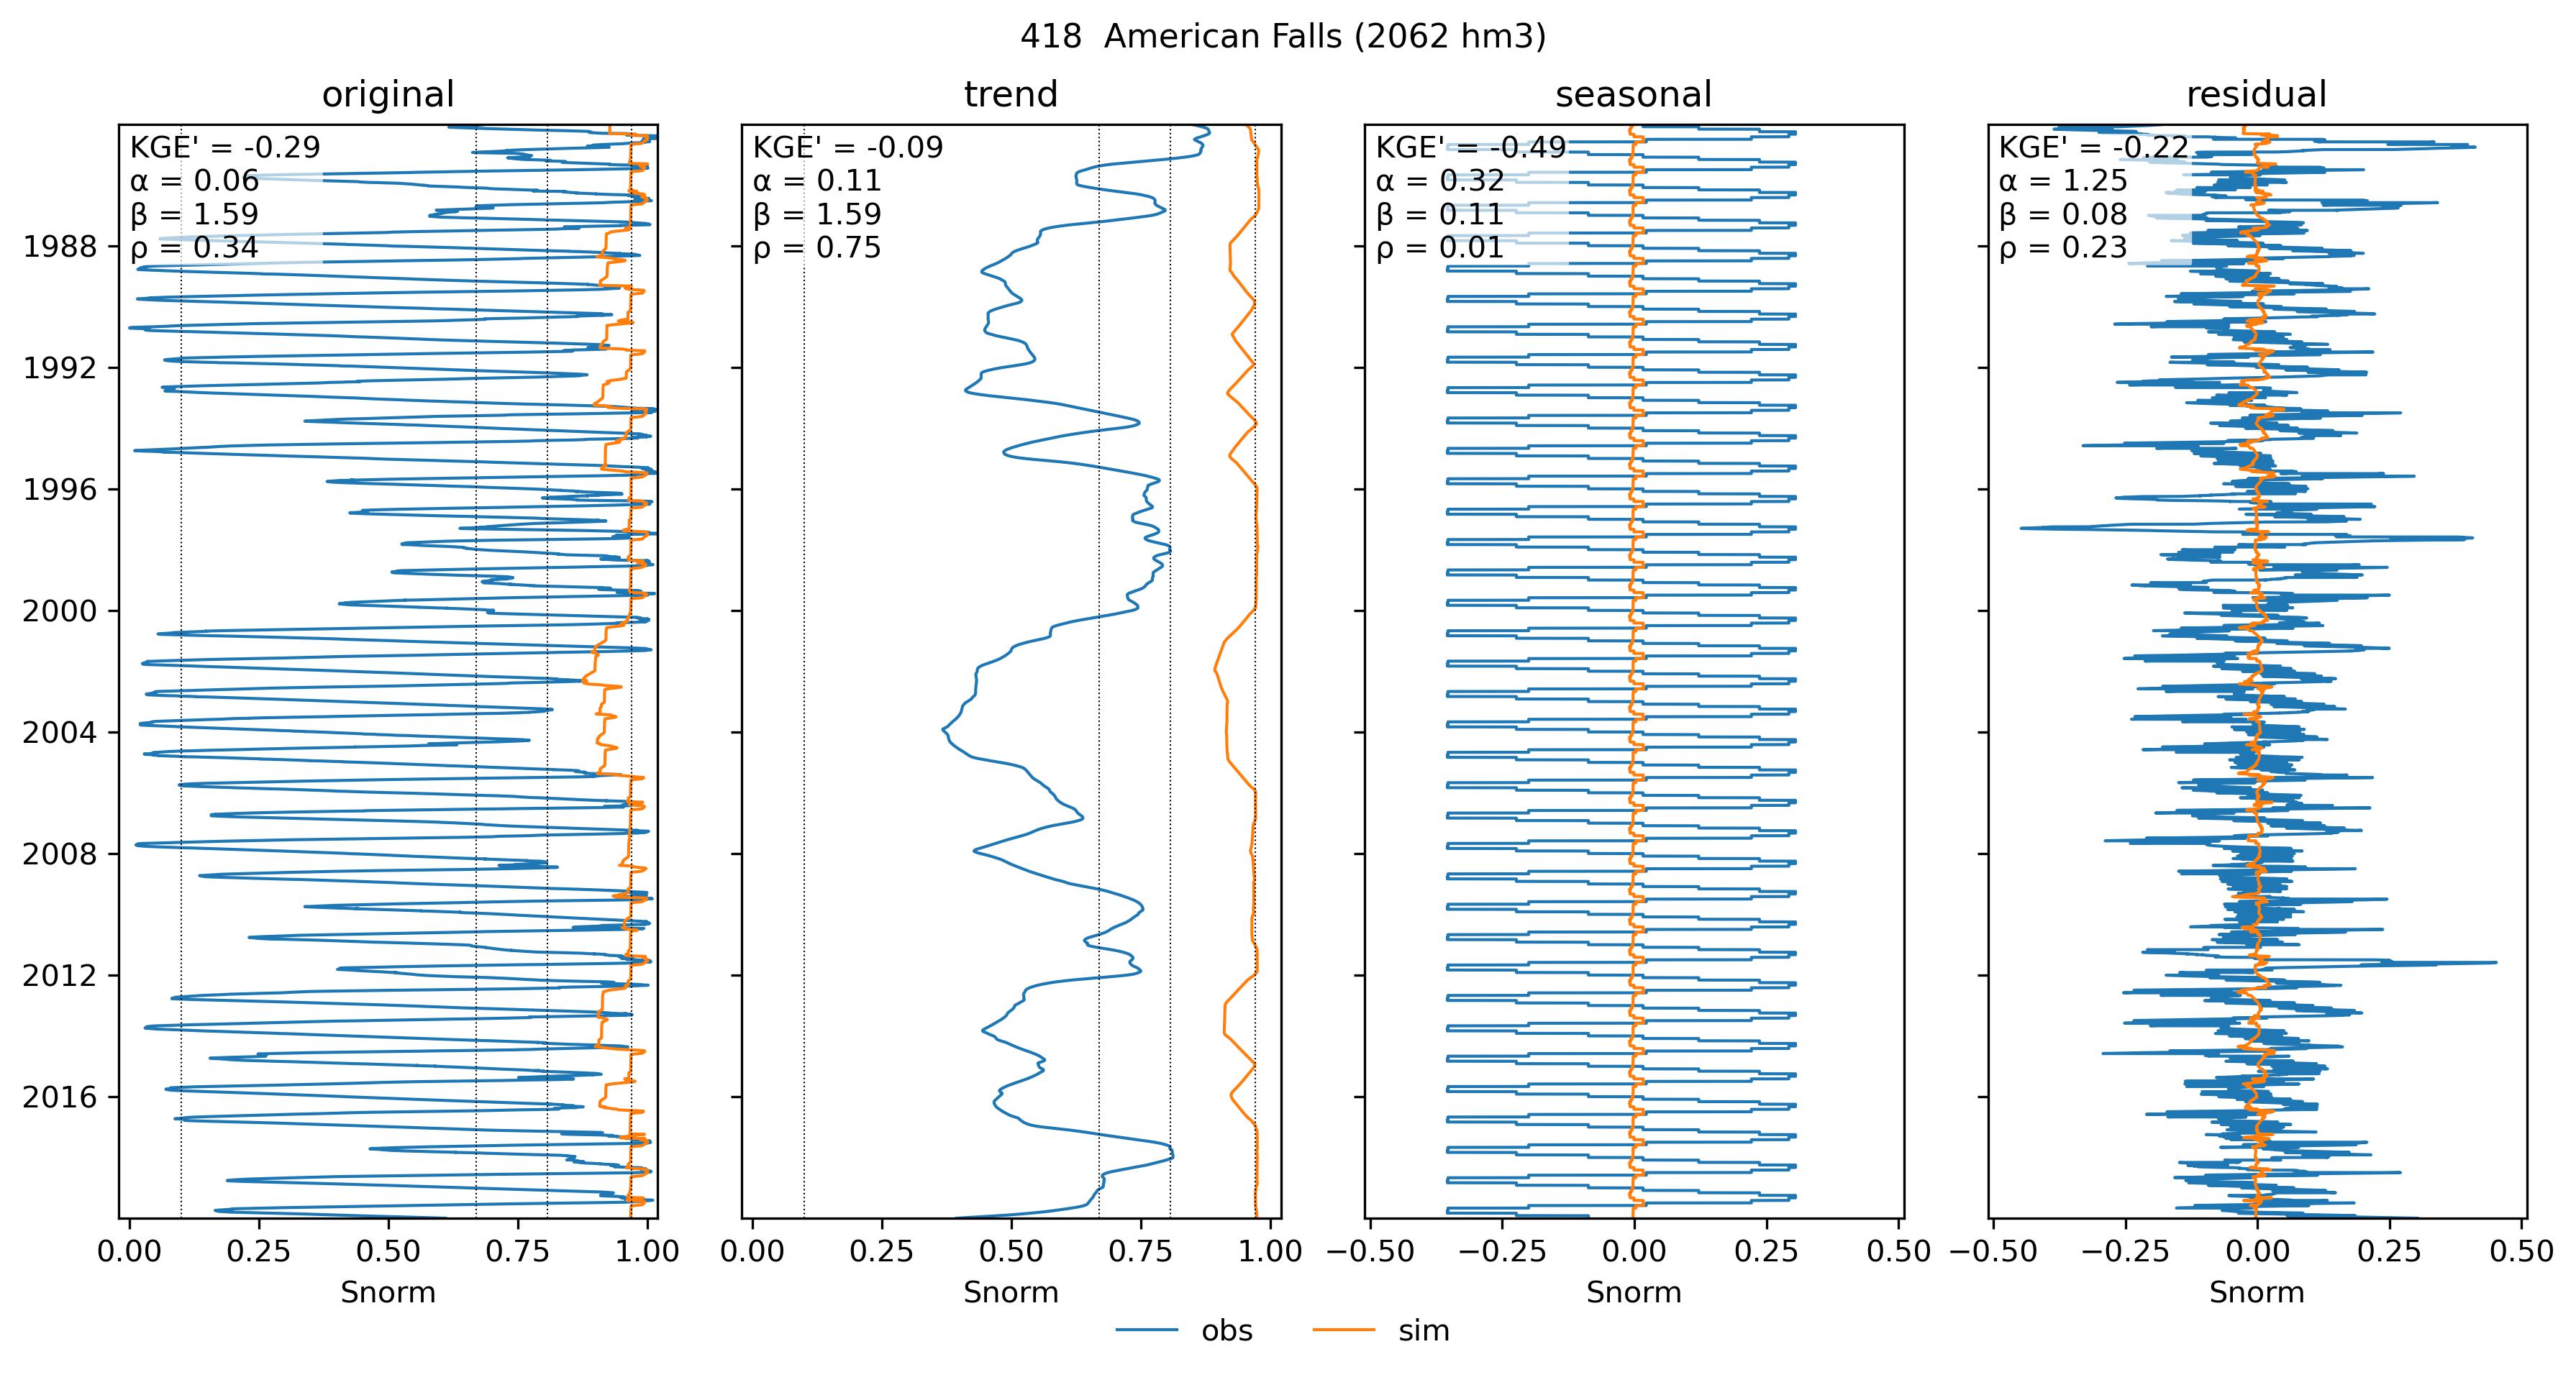 418  American Falls (2062 hm3)
original
trend
seasonal
residual
KGE' = -0.29
α = 0.06
β = 1.59
ρ = 0.34
KGE' = -0.09
α = 0.11
β = 1.59
ρ = 0.75
KGE' = -0.49
α = 0.32
β = 0.11
ρ = 0.01
KGE' = -0.22
α = 1.25
β = 0.08
ρ = 0.23
1988
1992
1996
2000
2004
2008
2012
2016
0.00 0.25 0.50 0.75 1.00
0.00 0.25 0.50 0.75 1.00
−0.50 −0.25 0.00 0.25 0.50
−0.50 −0.25 0.00 0.25 0.50
Snorm
Snorm
Snorm
Snorm
obs
sim